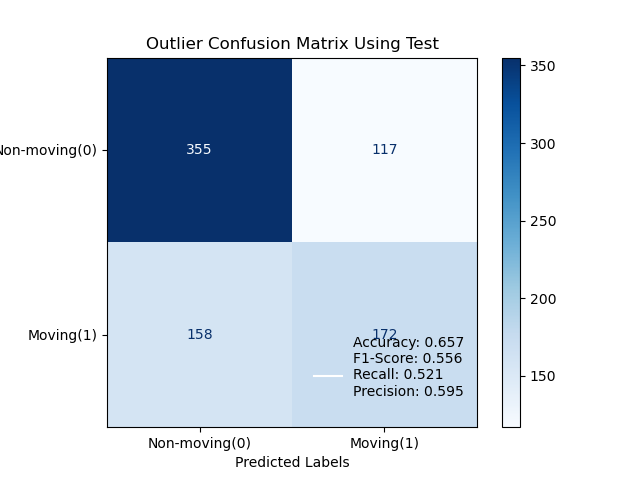 Outlier Confusion Matrix Using Test
Non-moving(0)
355
117
Moving(1)
158
172
Accuracy: 0.657
F1-Score: 0.556
Recall: 0.521
Precision: 0.595
Non-moving(0)
Moving(1)
Predicted Labels
350
300
250
200
150